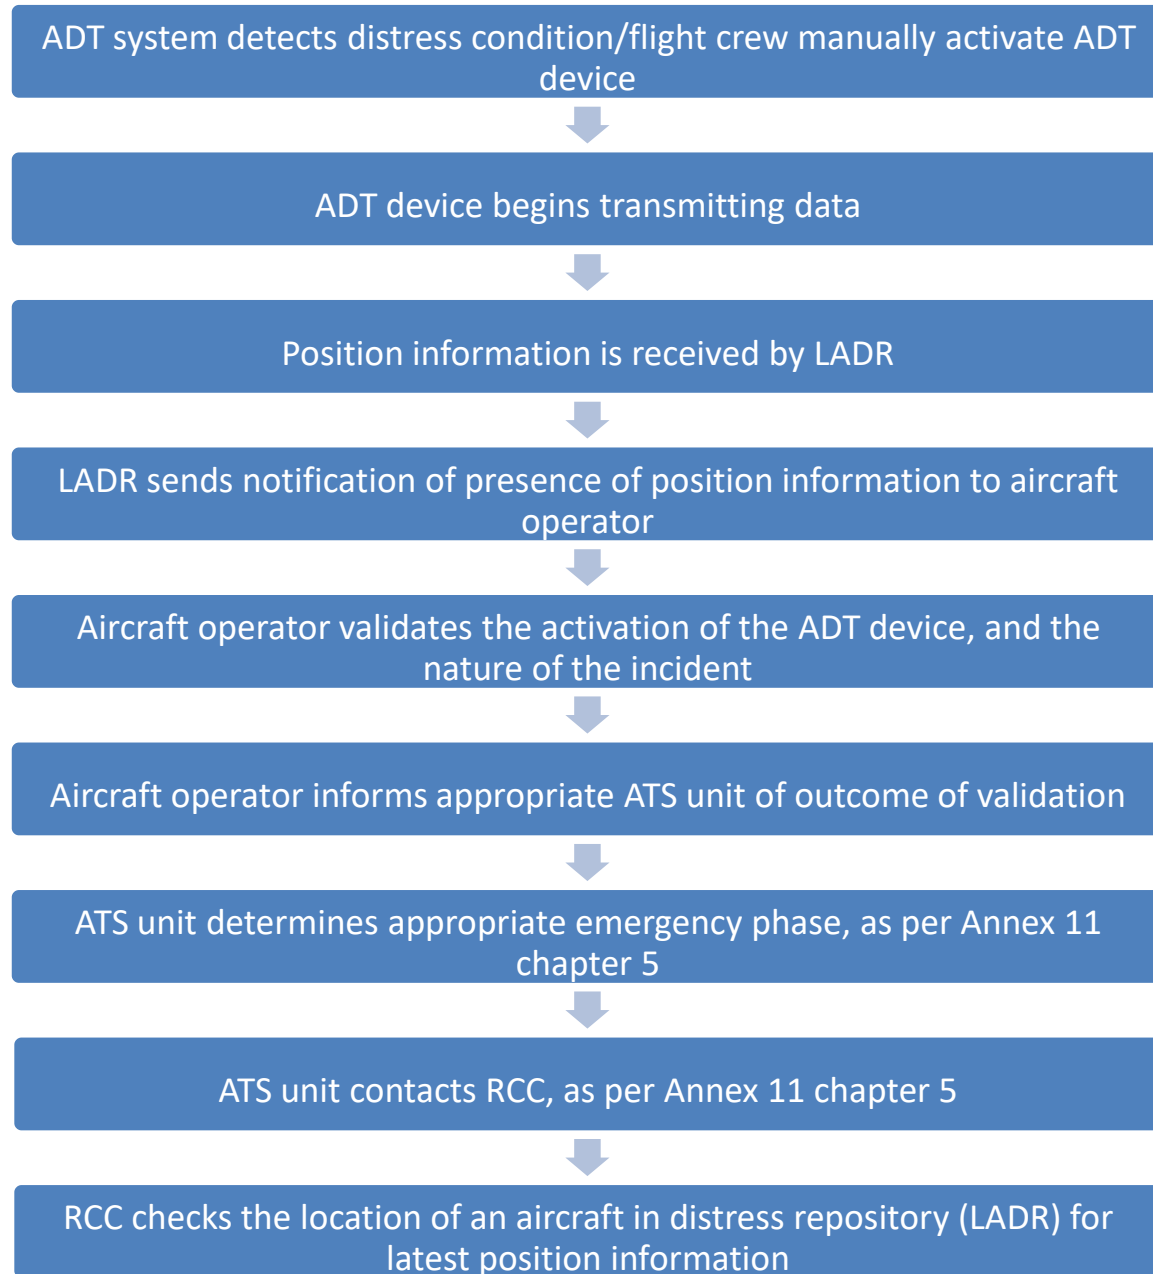 ADT system detects distress condition/flight crew manually activate ADT
device
ADT device begins transmitting data
Position information is received by LADR
LADR sends notification of presence of position information to aircraft
operator
Aircraft operator validates the activation of the ADT device, and the
nature of the incident
Aircraft operator informs appropriate ATS unit of outcome of validation
ATS unit determines appropriate emergency phase, as per Annex 11
chapter 5
ATS unit contacts RCC, as per Annex 11 chapter 5
RCC checks the location of an aircraft in distress repository (LADR) for
latest position information